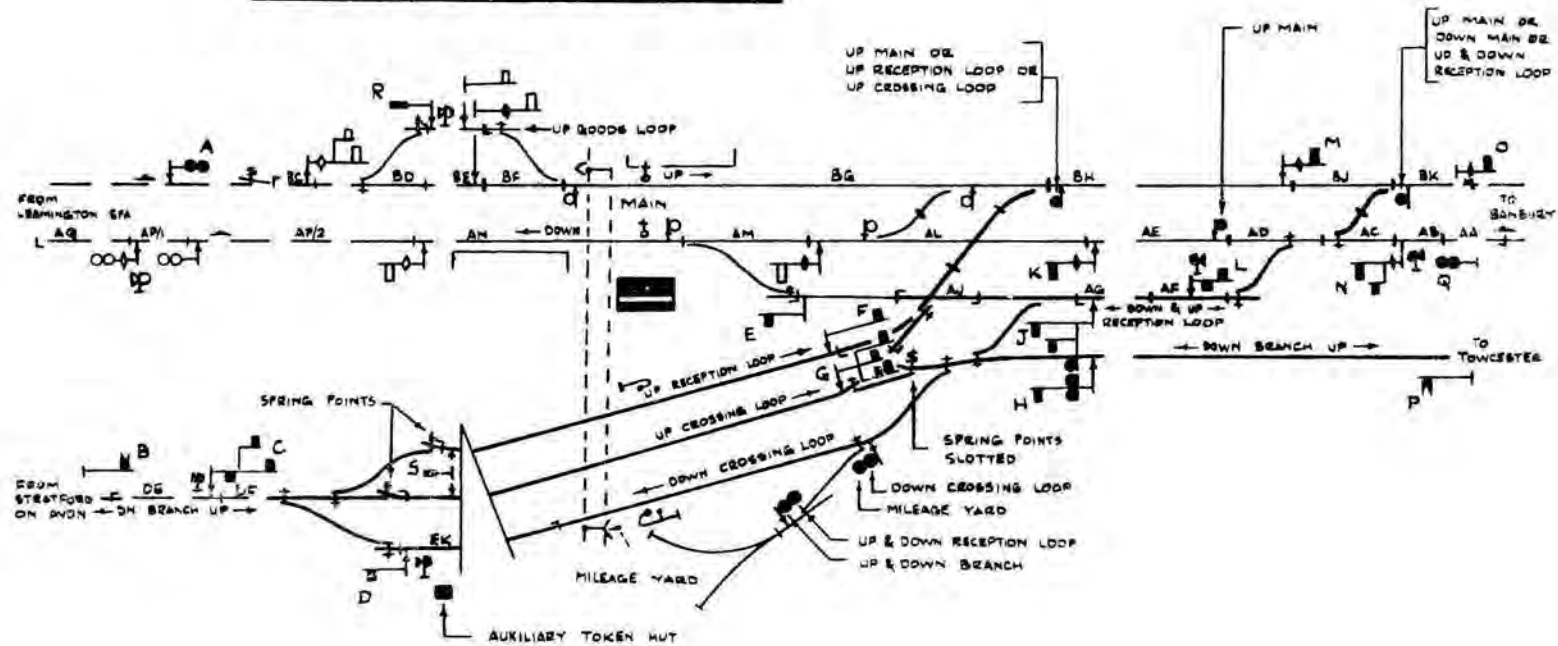 UP MAIN OR
UP RECEPTION LOOP OR
UP CROSSING LOOP
UP MAIN
UP MAIN OR
DOWN MAIN OR
UP & DOWN
RECEPTION LOOP
R
UP GOODS LOOP
A
M
O
BD
BE
BF
UP
BG
BH
BJ
BK
FROM
LEAMINGTON SPA
MAIN
TO
BANBURY
AQ
AP/1
AP/2
AN
DOWN
AM
AL
AE
AD
AC
AB
AA
K
L
N
Q
E
F
AJ
AG
AF
DOWN & UP
RECEPTION LOOP
J
G
S
UP RECEPTION LOOP
DOWN BRANCH UP
TO
TOWCESTER
H
P
SPRING POINTS
UP CROSSING LOOP
SPRING POINTS
SLOTTED
B
C
S
DOWN CROSSING LOOP
DOWN CROSSING LOOP
MILEAGE YARD
FROM
STRATFORD
ON AVON
DN BRANCH UP
UP & DOWN RECEPTION LOOP
UP & DOWN BRANCH
EK
D
MILEAGE YARD
AUXILIARY TOKEN HUT